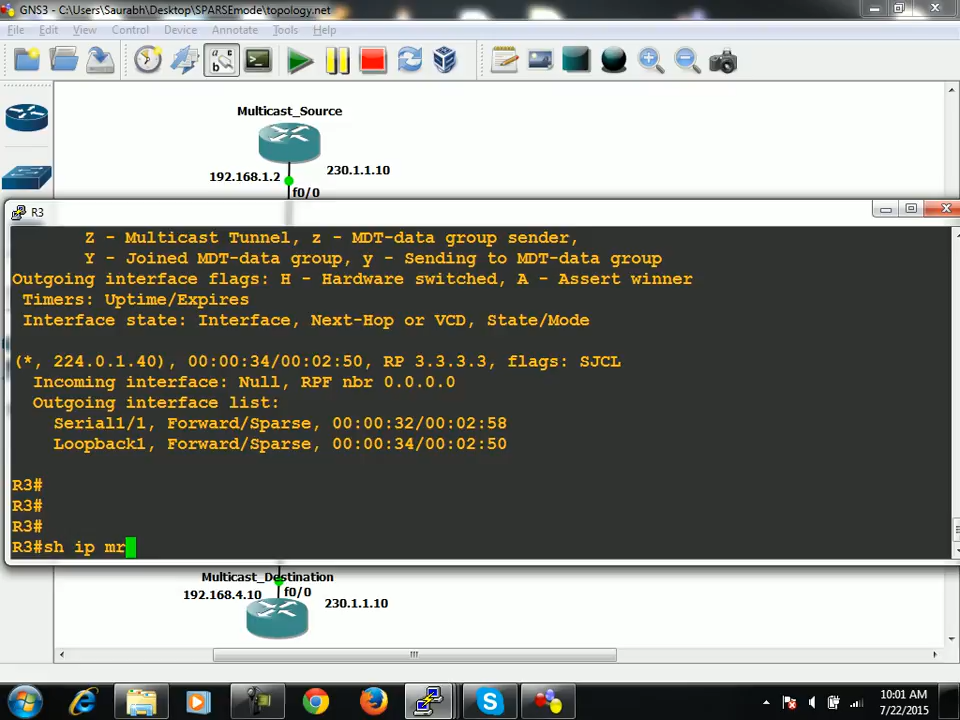 GNS3 — C:\Users\Saurabh\Desktop\SPARSEmode\topology.net
File Edit View Control Device Annotate Tools Help
Multicast_Source
230.1.1.10
192.168.1.2
f0/0
R3
Z - Multicast Tunnel, z - MDT-data group sender,
Y - Joined MDT-data group, y - Sending to MDT-data group
Outgoing interface flags: H - Hardware switched, A - Assert winner
Timers: Uptime/Expires
Interface state: Interface, Next-Hop or VCD, State/Mode
(*, 224.0.1.40), 00:00:34/00:02:50, RP 3.3.3.3, flags: SJCL
Incoming interface: Null, RPF nbr 0.0.0.0
Outgoing interface list:
Serial1/1, Forward/Sparse, 00:00:32/00:02:58
Loopback1, Forward/Sparse, 00:00:34/00:02:50
R3#
R3#
R3#
R3#sh ip mr
Multicast_Destination
192.168.4.10
f0/0
230.1.1.10
10:01 AM
7/22/2015